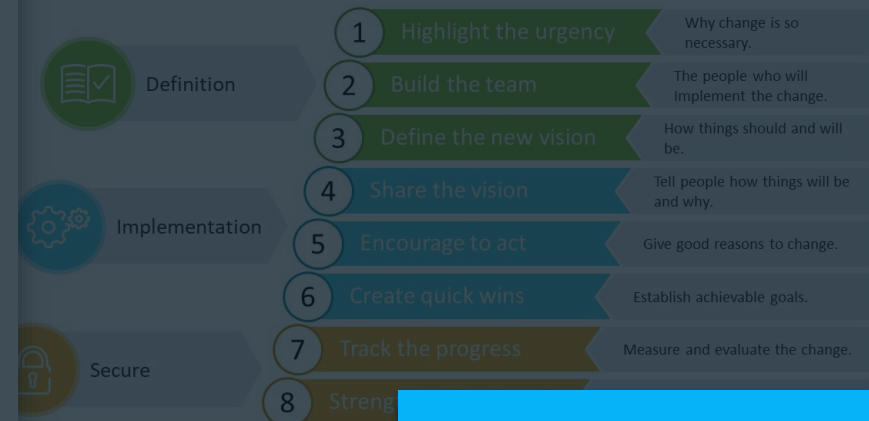 1 Highlight the urgency
Why change is so
necessary.
Definition
2 Build the team
The people who will
Implement the change.
3 Define the new vision
How things should and will
be.
4 Share the vision
Tell people how things will be
and why.
Implementation
5 Encourage to act
Give good reasons to change.
6 Create quick wins
Establish achievable goals.
7 Track the progress
Measure and evaluate the change.
Secure
8